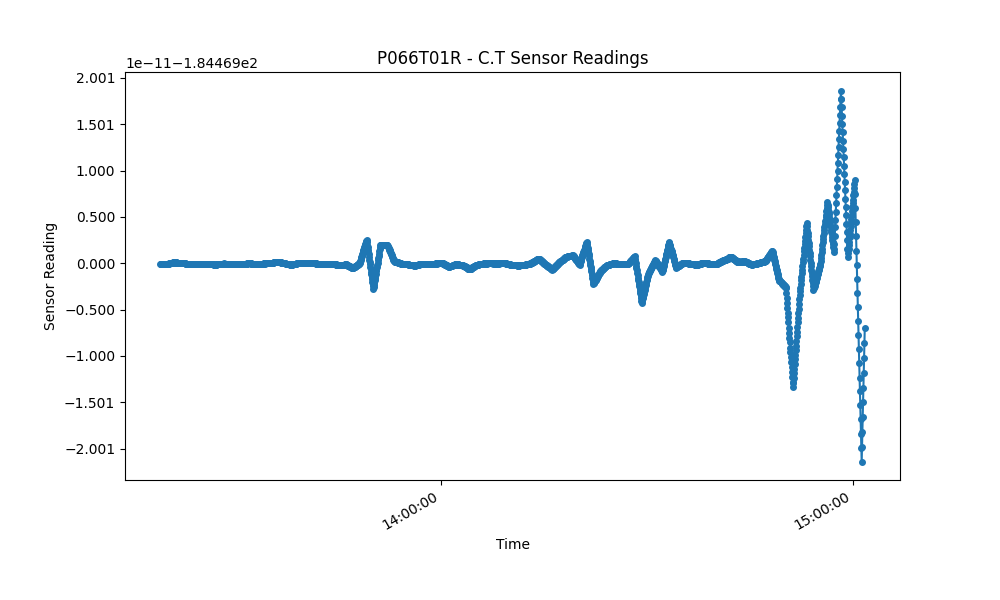 P066T01R - C.T Sensor Readings
1e−11−1.84469e2
2.001
1.501
1.000
0.500
0.000
−0.500
−1.000
−1.501
−2.001
Sensor Reading
14:00:00
15:00:00
Time